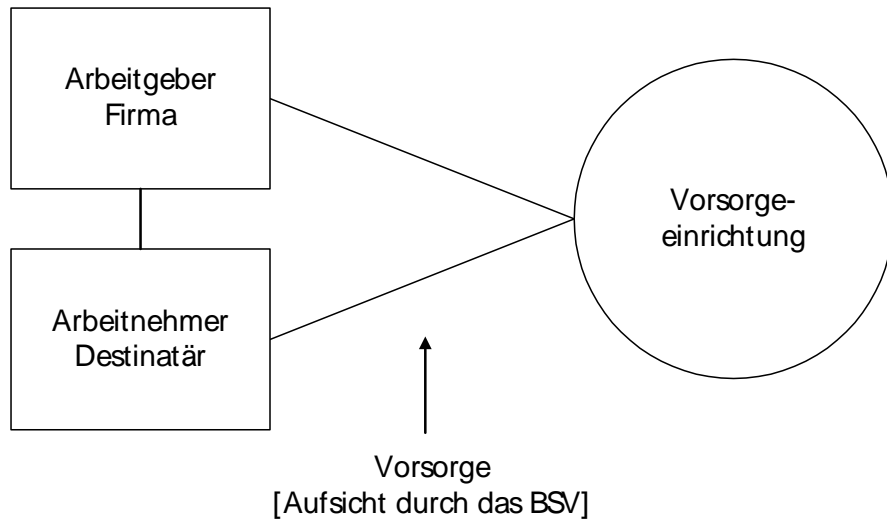 Arbeitgeber
Firma
Vorsorge-
einrichtung
Arbeitnehmer
Destinatär
Vorsorge
[Aufsicht durch das BSV]